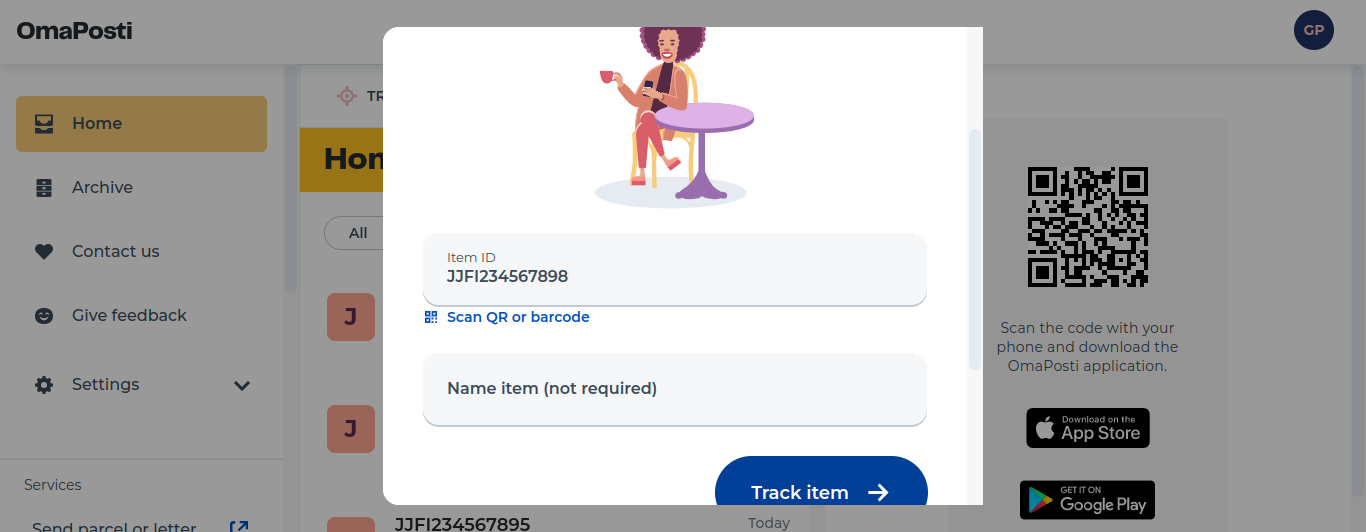 OmaPosti
GP
Home
Archive
Contact us
Give feedback
Settings
Services
Send parcel or letter
All
J
J
JJFI234567895
Today
Item ID
JJFI234567898
Scan QR or barcode
Name item (not required)
Track item
Scan the code with your
phone and download the
OmaPosti application.
Download on the
App Store
GET IT ON
Google Play